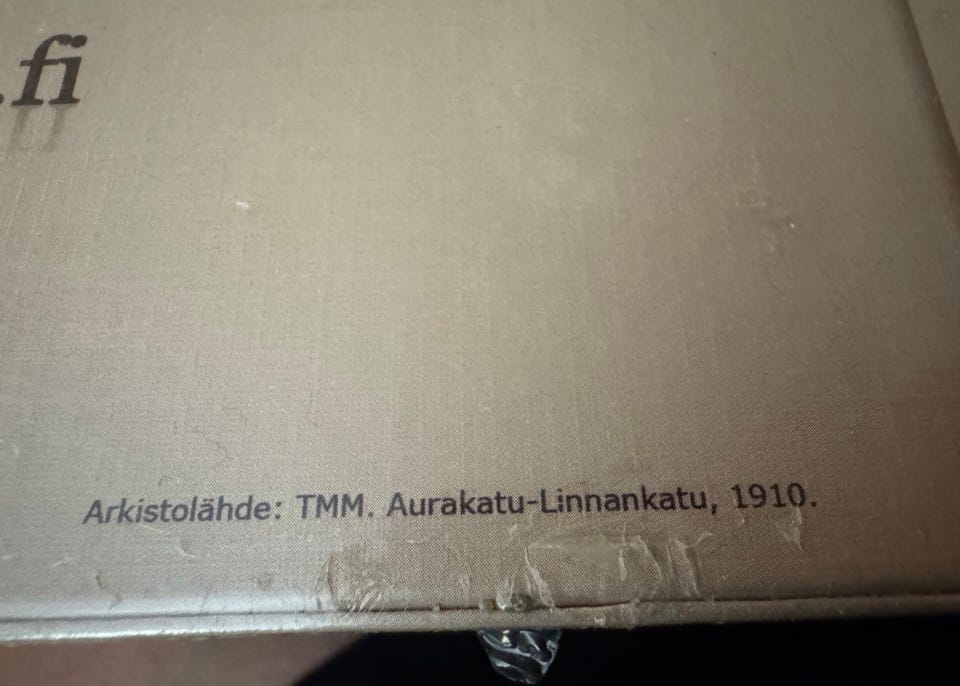 .fi
Arkistolähde: TMM. Aurakatu-Linnankatu, 1910.